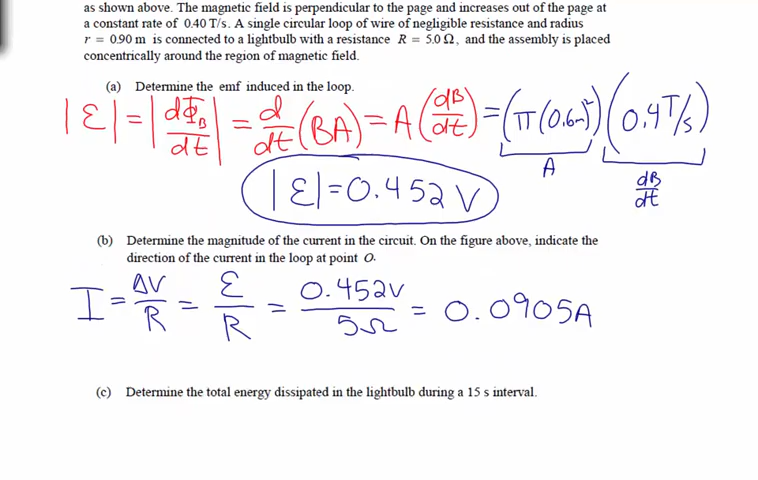 as shown above. The magnetic field is perpendicular to the page and increases out of the page at
a constant rate of 0.40 T/s. A single circular loop of wire of negligible resistance and radius
r = 0.90 m is connected to a lightbulb with a resistance R = 5.0 Ω, and the assembly is placed
concentrically around the region of magnetic field.
(a) Determine the emf induced in the loop.
|ε| = |dΦ_B/dt| = d/dt (BA) = A (dB/dt) = (π(0.6m)²)(0.4 T/s)
A dB/dt
|ε| = 0.452 V
(b) Determine the magnitude of the current in the circuit. On the figure above, indicate the
direction of the current in the loop at point O.
I = ΔV/R = ε/R = 0.452V/5Ω = 0.0905A
(c) Determine the total energy dissipated in the lightbulb during a 15 s interval.